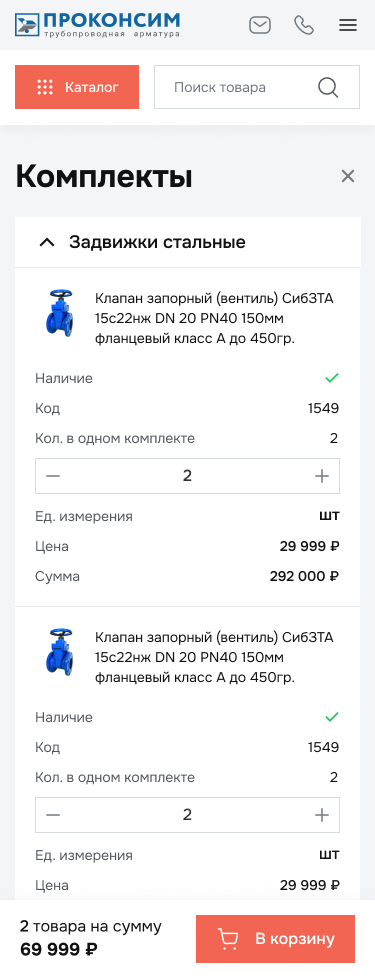 ПРОКОНСИМ
трубопроводная арматура
Каталог
Поиск товара
Комплекты
Задвижки стальные
Клапан запорный (вентиль) СибЗТА
15с22нж DN 20 PN40 150мм
фланцевый класс А до 450гр.
Наличие
Код 1549
Кол. в одном комплекте 2
2
Ед. измерения шт
Цена 29 999 ₽
Сумма 292 000 ₽
Клапан запорный (вентиль) СибЗТА
15с22нж DN 20 PN40 150мм
фланцевый класс А до 450гр.
Наличие
Код 1549
Кол. в одном комплекте 2
2
Ед. измерения шт
Цена 29 999 ₽
2 товара на сумму
69 999 ₽
В корзину